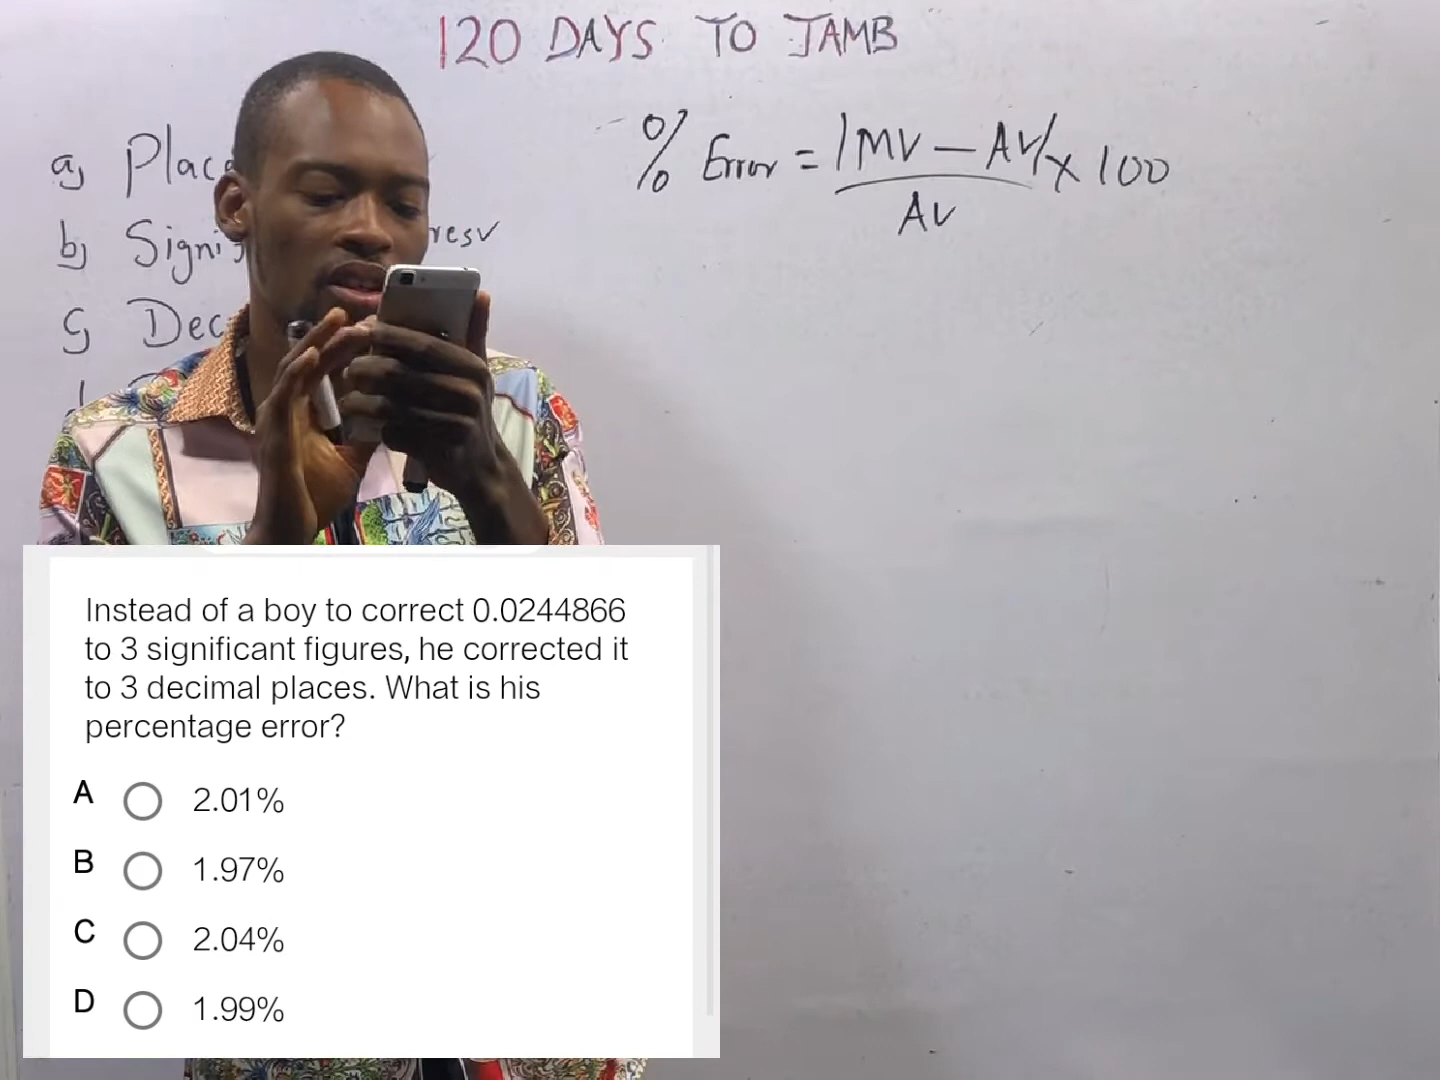 120 DAYS TO JAMB
a) Plac
b) Signi resv
c) Dec
% Error = |MV - AV| x 100
AV
Instead of a boy to correct 0.0244866
to 3 significant figures, he corrected it
to 3 decimal places. What is his
percentage error?
A 2.01%
B 1.97%
C 2.04%
D 1.99%